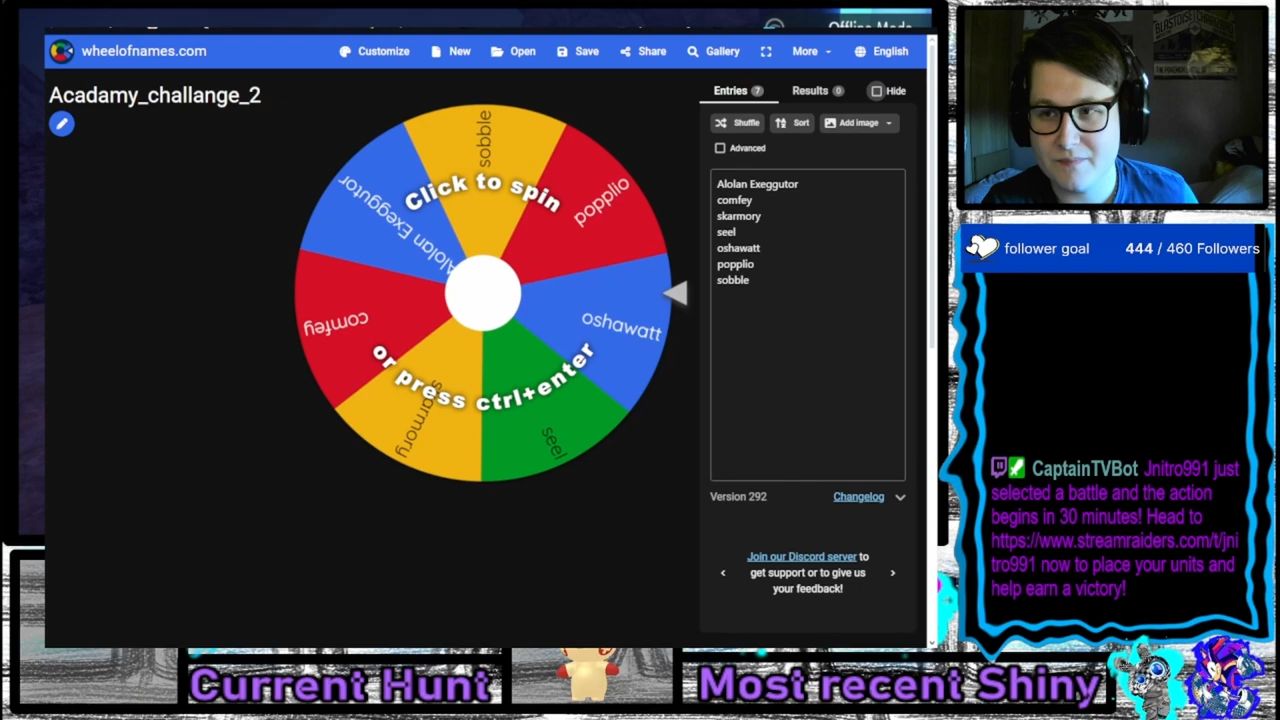 Offline Mode
BLASTOISE
wheelofnames.com
Customize
New
Open
Save
Share
Gallery
More
English
Acadamy_challange_2
Entries 7
Results 0
Hide
Shuffle
Sort
Add image
Advanced
Alolan Exeggutor
comfey
skarmory
seel
oshawatt
popplio
sobble
sobble
popplio
oshawatt
seel
skarmory
comfey
Alolan Exeggutor
Click to spin
or press ctrl+enter
Version 292
Changelog
Join our Discord server to
get support or to give us
your feedback!
follower goal
444 / 460 Followers
CaptainTVBot Jnitro991 just
selected a battle and the action
begins in 30 minutes! Head to
https://www.streamraiders.com/t/jni
tro991 now to place your units and
help earn a victory!
Current Hunt
Most recent Shiny